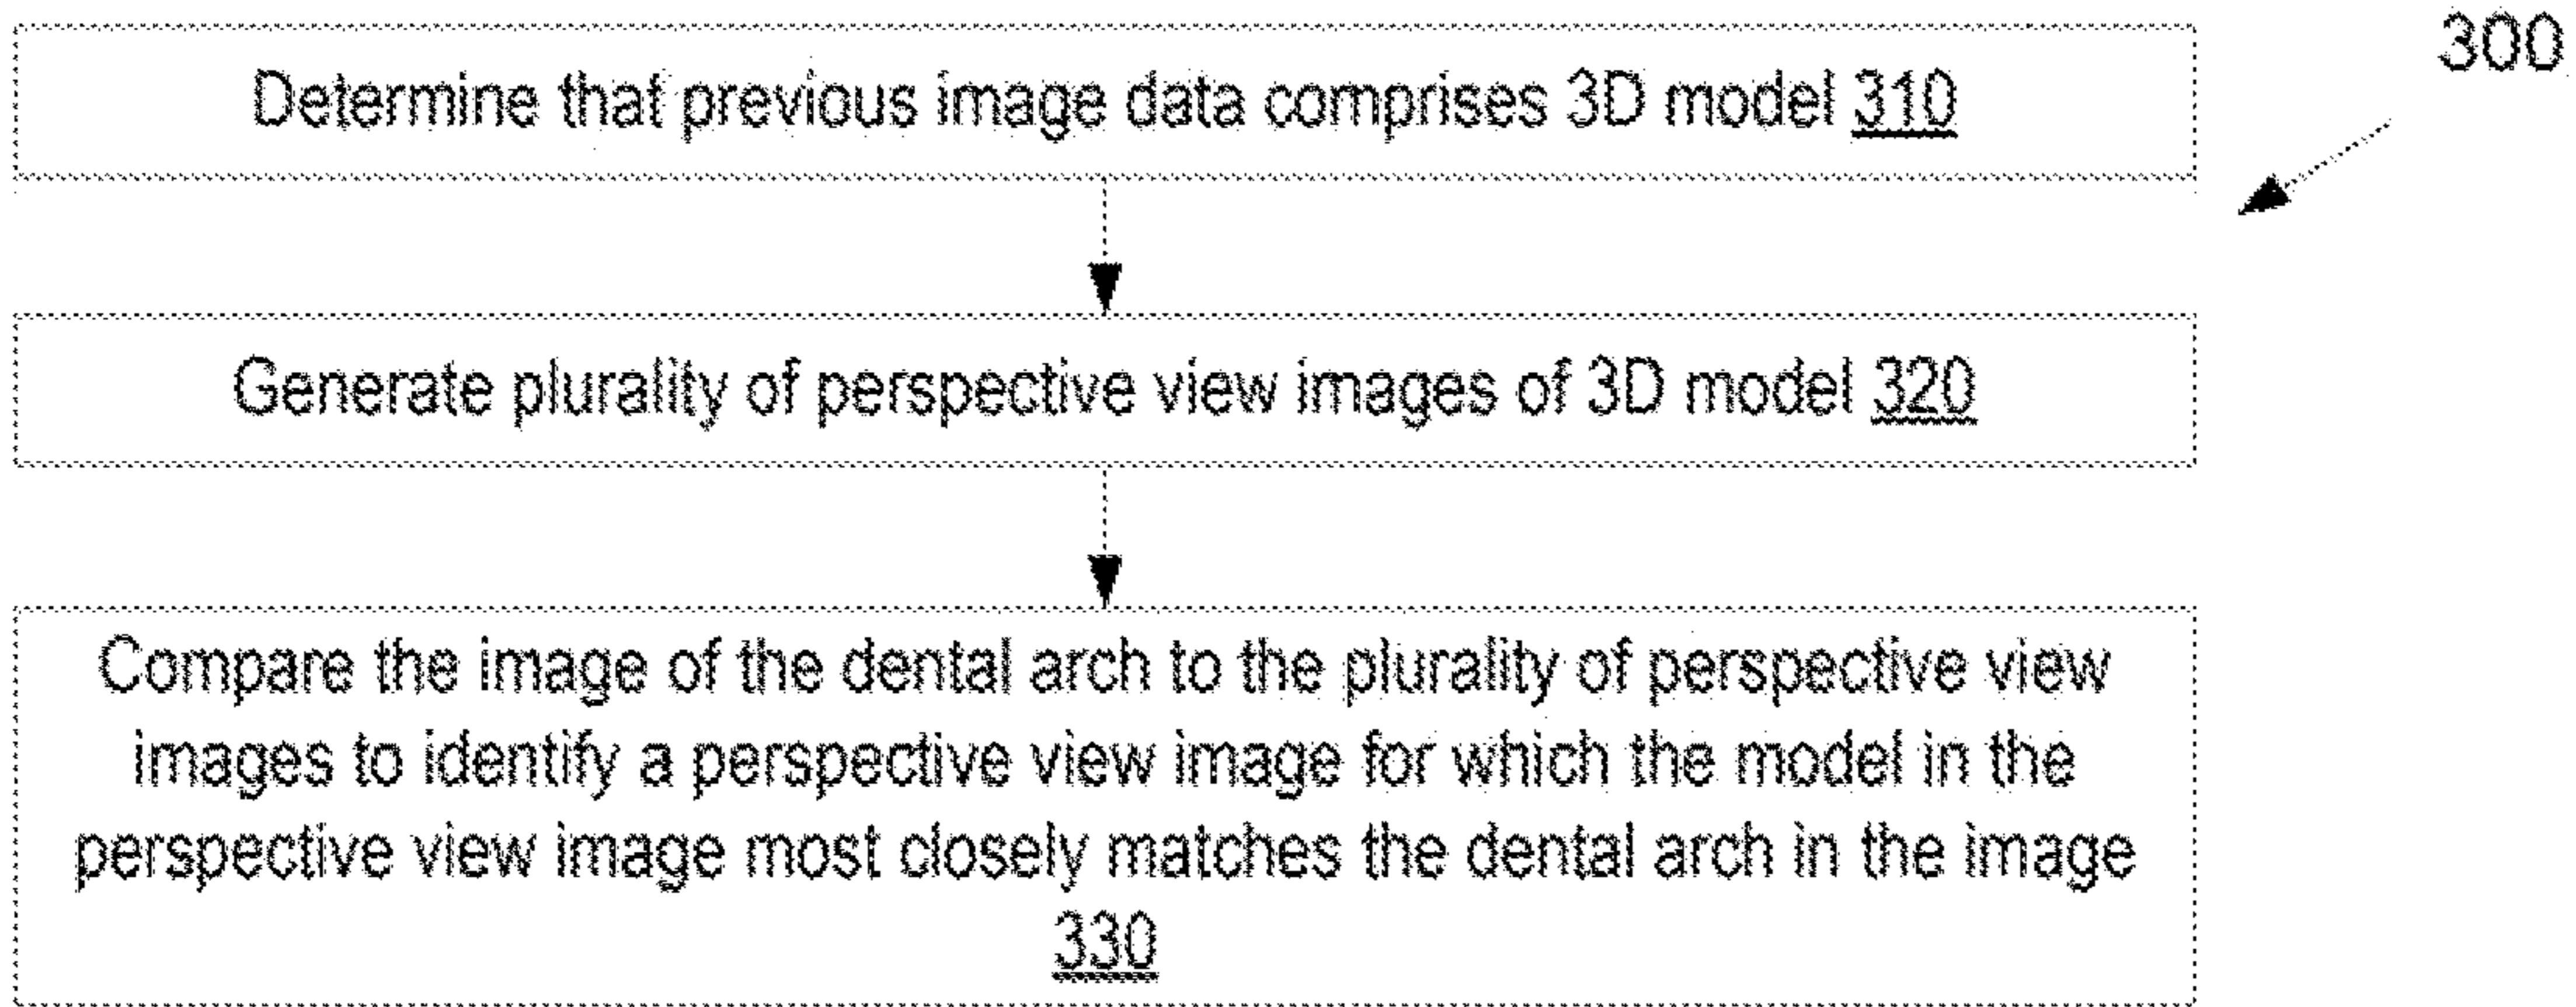 300
Determine that previous image data comprises 3D model 310
Generate plurality of perspective view images of 3D model 320
Compare the image of the dental arch to the plurality of perspective view
images to identify a perspective view image for which the model in the
perspective view image most closely matches the dental arch in the image
330